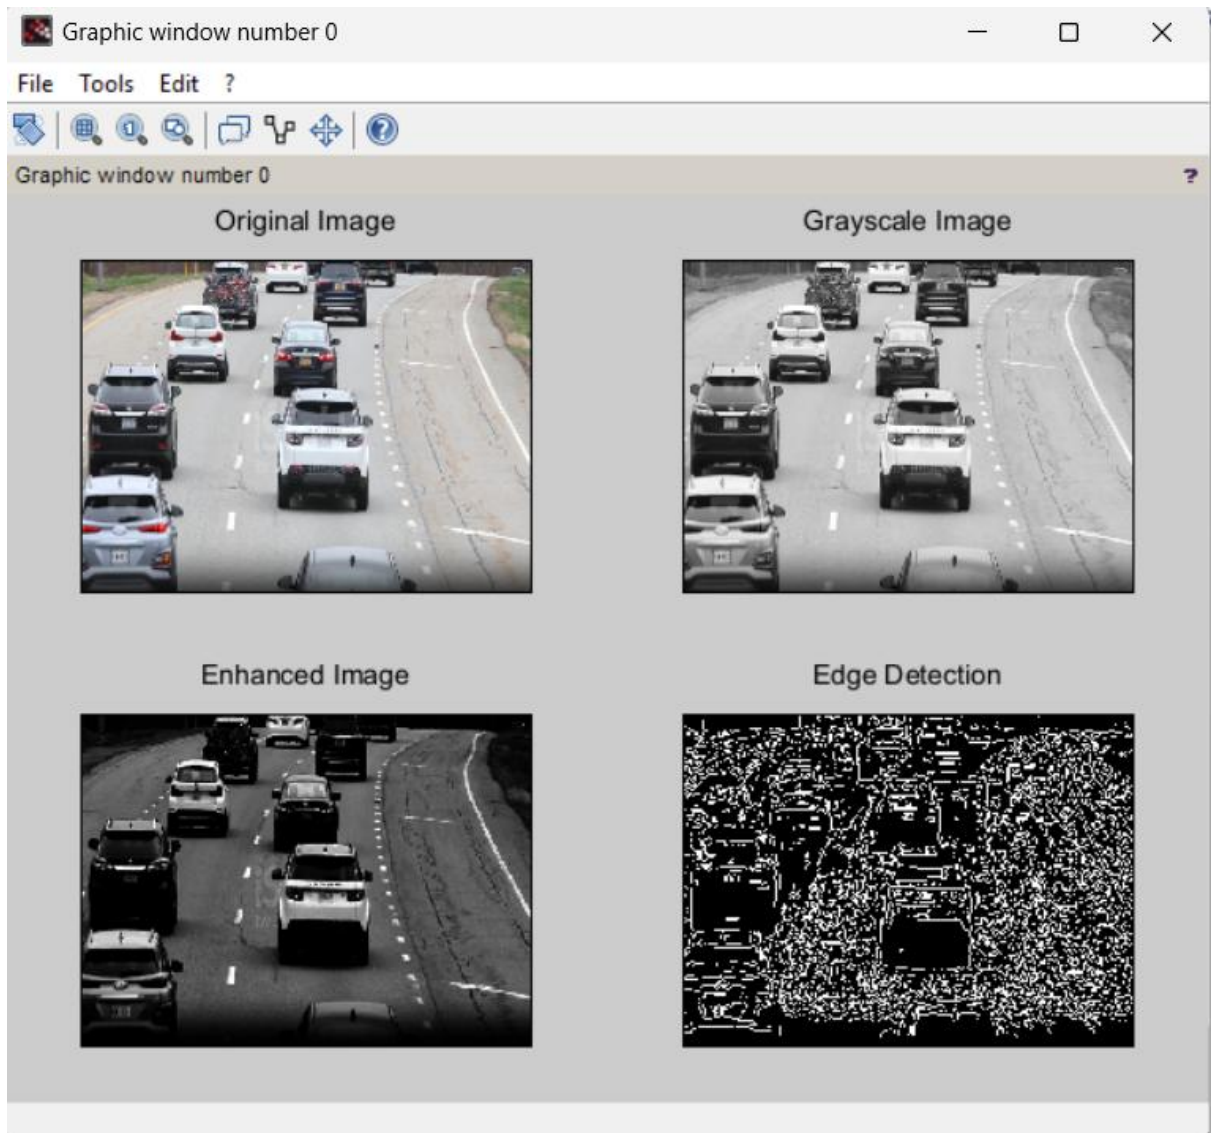 Graphic window number 0
File Tools Edit ?
Graphic window number 0 ?
Original Image Grayscale Image
Enhanced Image Edge Detection